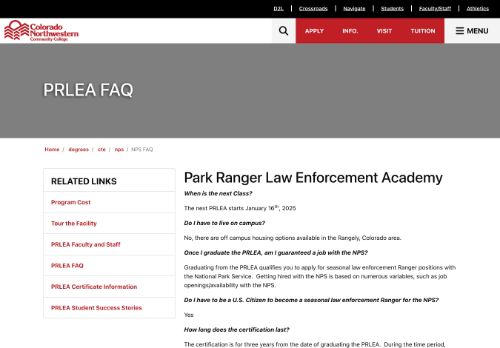 D2L Crossroads Navigate Students Faculty/Staff Athletics
Colorado
Northwestern
Community College
APPLY INFO. VISIT TUITION MENU
PRLEA FAQ
Home / degrees / cte / nps / NPS FAQ
RELATED LINKS
Program Cost
Tour the Facility
PRLEA Faculty and Staff
PRLEA FAQ
PRLEA Certificate Information
PRLEA Student Success Stories
Park Ranger Law Enforcement Academy
When is the next Class?
The next PRLEA starts January 16th, 2025
Do I have to live on campus?
No, there are off campus housing options available in the Rangely, Colorado area.
Once I graduate the PRLEA, am I guaranteed a job with the NPS?
Graduating from the PRLEA qualifies you to apply for seasonal law enforcement Ranger positions with
the National Park Service. Getting hired with the NPS is based on numerous variables, such as job
openings/availability with the NPS.
Do I have to be a U.S. Citizen to become a seasonal law enforcement Ranger for the NPS?
Yes
How long does the certification last?
The certification is for three years from the date of graduating the PRLEA. During the time period,